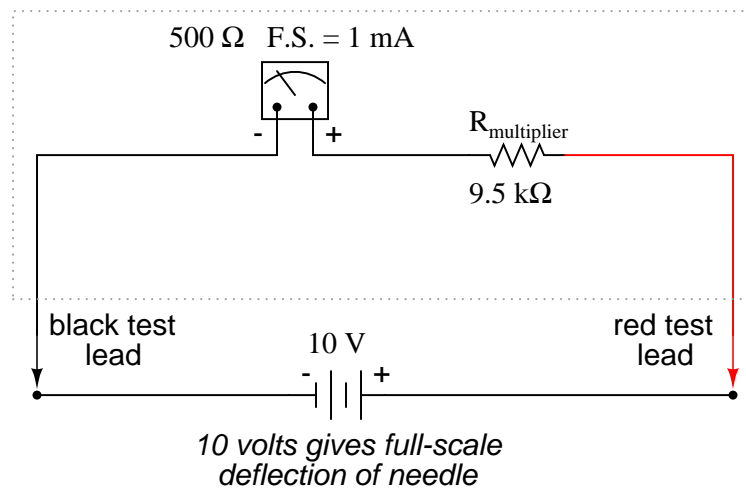 500 Ω F.S. = 1 mA
- +
Rmultiplier
9.5 kΩ
black test
lead
red test
lead
10 V
- +
10 volts gives full-scale
deflection of needle